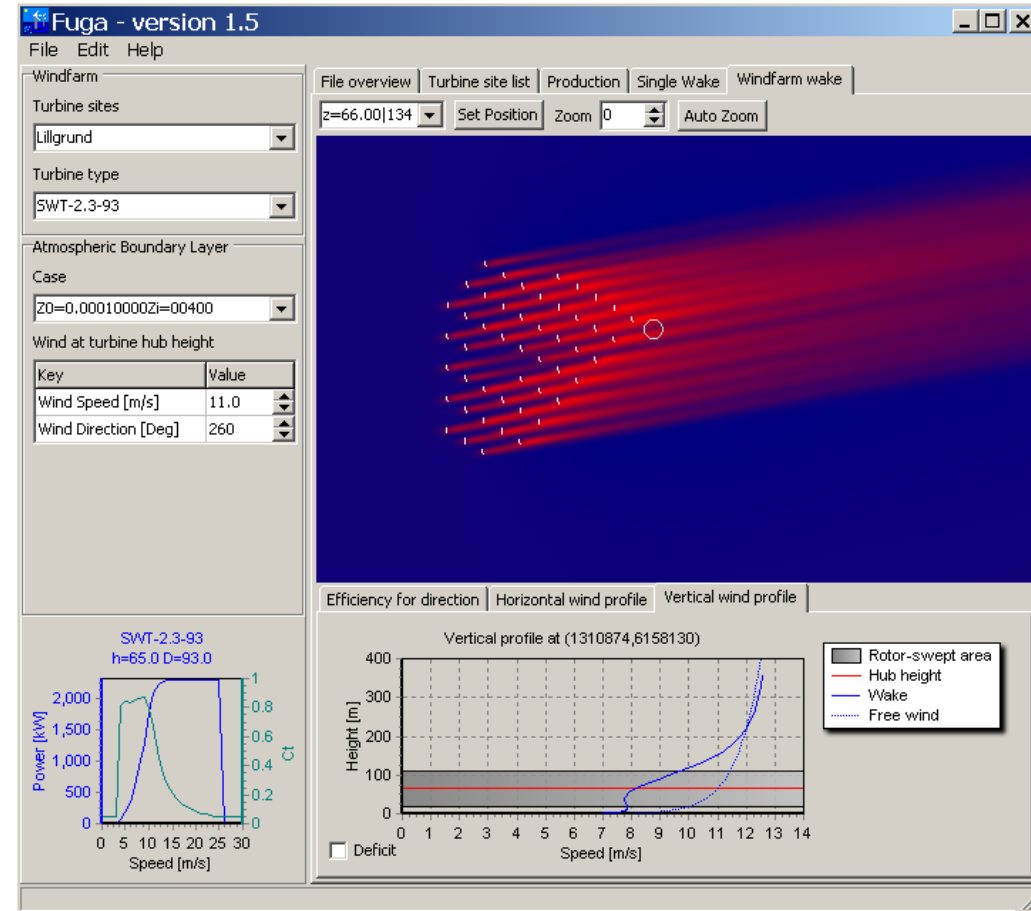 Fuga - version 1.5
File Edit Help
Windfarm
Turbine sites
Lillgrund
Turbine type
SWT-2.3-93
Atmospheric Boundary Layer
Case
Z0=0.00010000Zi=00400
Wind at turbine hub height
Key Value
Wind Speed [m/s] 11.0
Wind Direction [Deg] 260
File overview Turbine site list Production Single Wake Windfarm wake
z=66.00|134 Set Position Zoom 0 Auto Zoom
Efficiency for direction Horizontal wind profile Vertical wind profile
SWT-2.3-93
h=65.0 D=93.0
Power [kW]
2,000
1,500
1,000
500
0
1
0.8
0.6
0.4
0.2
0
Ct
0 5 10 15 20 25 30
Speed [m/s]
Vertical profile at (1310874,6158130)
Height [m]
400
300
200
100
0
0 1 2 3 4 5 6 7 8 9 10 11 12 13 14
Speed [m/s]
Deficit
Rotor-swept area
Hub height
Wake
Free wind